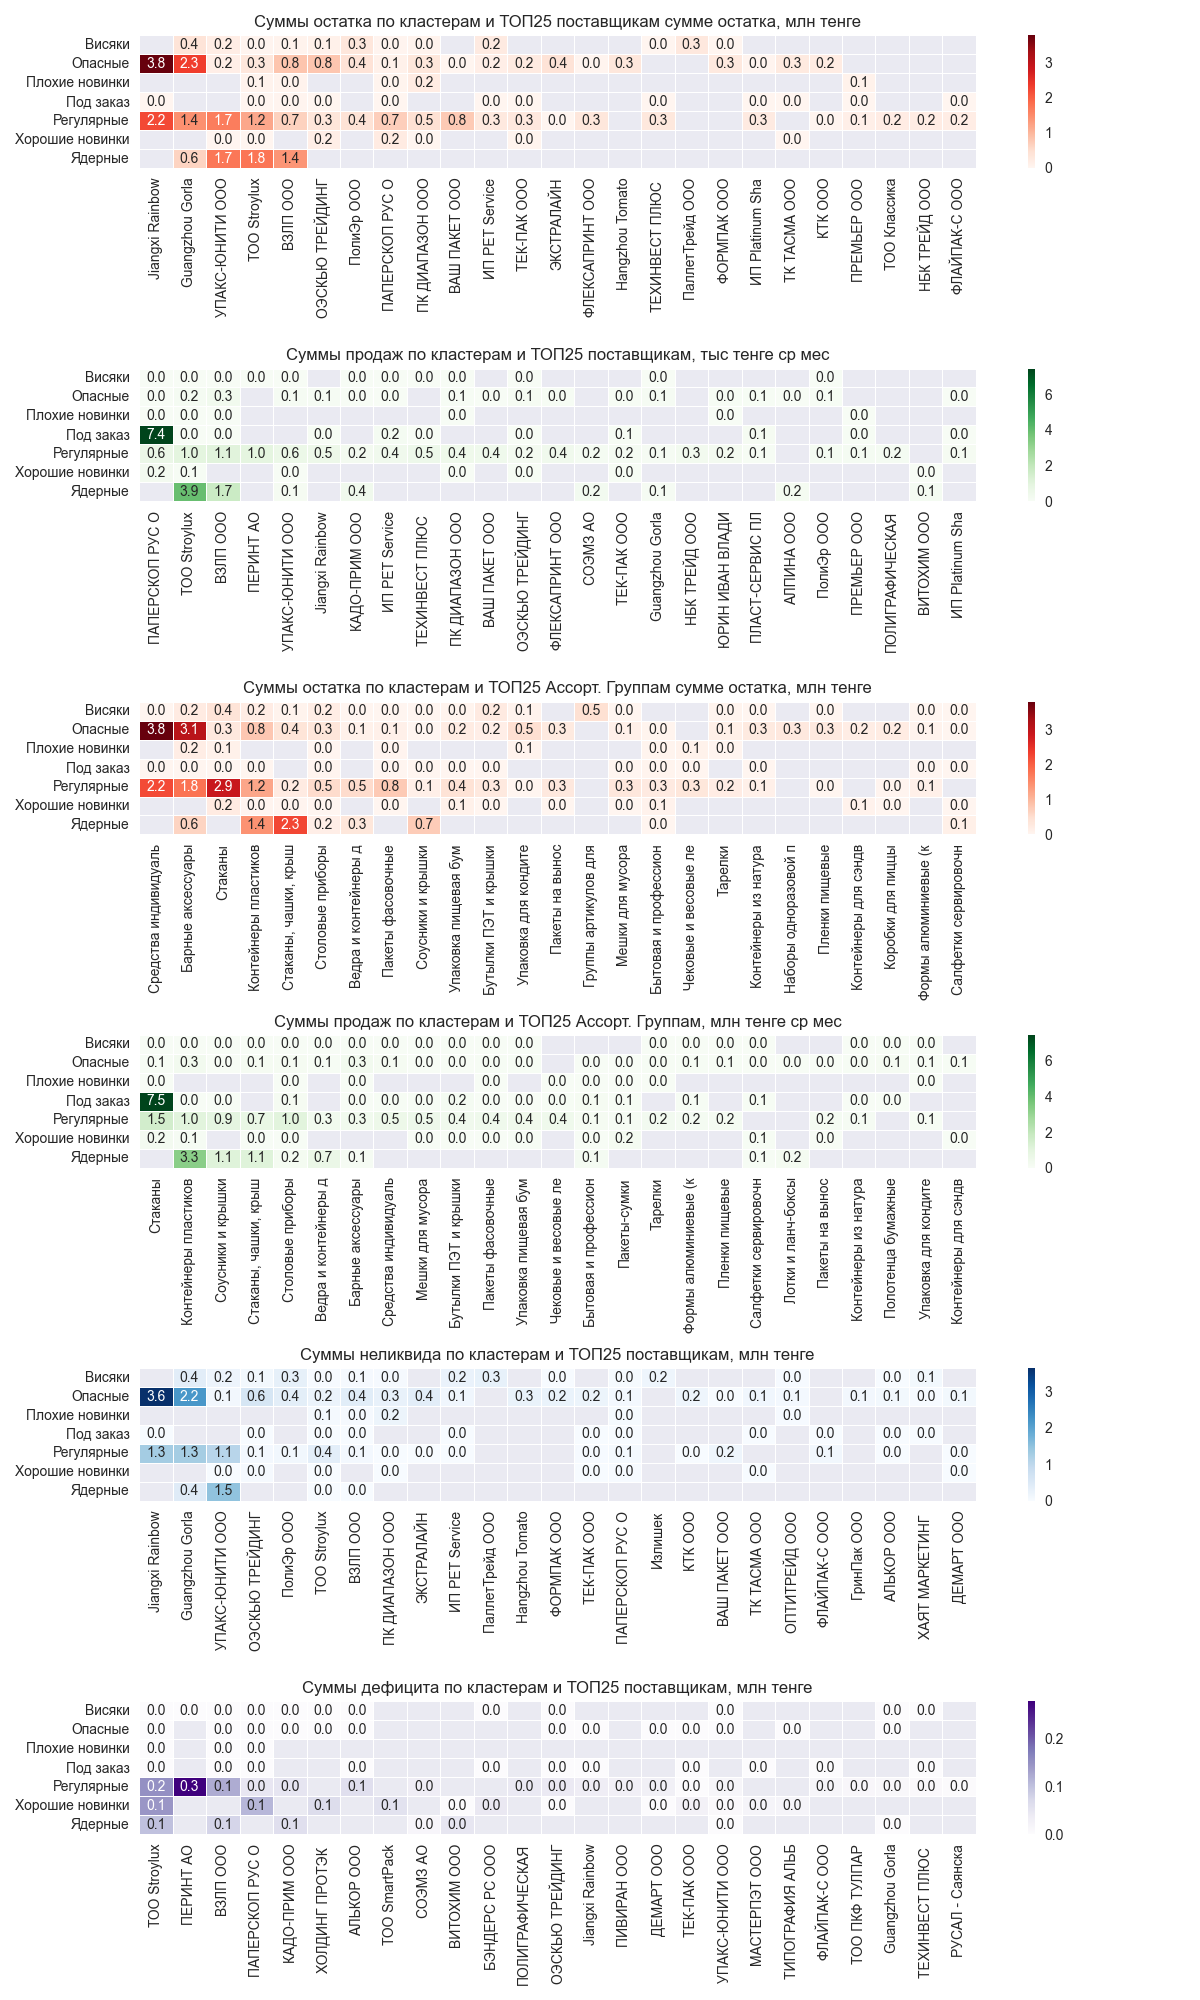 Суммы остатка по кластерам и ТОП25 поставщикам сумме остатка, млн тенге
Висяки 0.4 0.2 0.0 0.1 0.1 0.3 0.0 0.0 0.2 0.0 0.3 0.0
Опасные 3.8 2.3 0.2 0.3 0.8 0.8 0.4 0.1 0.3 0.0 0.2 0.2 0.4 0.0 0.3 0.3 0.0 0.3 0.2
Плохие новинки 0.1 0.0 0.0 0.2 0.1
Под заказ 0.0 0.0 0.0 0.0 0.0 0.0 0.0 0.0 0.0 0.0 0.0 0.0
Регулярные 2.2 1.4 1.7 1.2 0.7 0.3 0.4 0.7 0.5 0.8 0.3 0.3 0.0 0.3 0.3 0.3 0.0 0.1 0.2 0.2 0.2
Хорошие новинки 0.0 0.0 0.2 0.2 0.0 0.0 0.0
Ядерные 0.6 1.7 1.8 1.4
3 2 1 0
Jiangxi Rainbow
Guangzhou Gorla
УПАКС-ЮНИТИ ООО
ТОО Stroylux
ВЗЛП ООО
ОЭСКЬЮ ТРЕЙДИНГ
ПолиЭр ООО
ПАПЕРСКОП РУС О
ПК ДИАПАЗОН ООО
ВАШ ПАКЕТ ООО
ИП PET Service
ТЕК-ПАК ООО
ЭКСТРАЛАЙН
ФЛЕКСАПРИНТ ООО
Hangzhou Tomato
ТЕХИНВЕСТ ПЛЮС
ПаллетТрейд ООО
ФОРМПАК ООО
ИП Platinum Sha
ТК ТАСМА ООО
КТК ООО
ПРЕМЬЕР ООО
ТОО Классика
НБК ТРЕЙД ООО
ФЛАЙПАК-С ООО
Суммы продаж по кластерам и ТОП25 поставщикам, тыс тенге ср мес
Висяки 0.0 0.0 0.0 0.0 0.0 0.0 0.0 0.0 0.0 0.0 0.0 0.0
Опасные 0.0 0.2 0.3 0.1 0.1 0.0 0.0 0.1 0.0 0.1 0.0 0.0 0.1 0.0 0.1 0.0 0.1 0.0
Плохие новинки 0.0 0.0 0.0 0.0 0.0 0.0
Под заказ 7.4 0.0 0.0 0.0 0.2 0.0 0.0 0.1 0.1 0.0 0.0
Регулярные 0.6 1.0 1.1 1.0 0.6 0.5 0.2 0.4 0.5 0.4 0.4 0.2 0.4 0.2 0.2 0.1 0.3 0.2 0.1 0.1 0.1 0.2 0.1
Хорошие новинки 0.2 0.1 0.0 0.0 0.0 0.0 0.0
Ядерные 3.9 1.7 0.1 0.4 0.2 0.1 0.2 0.1
6 4 2 0
ПАПЕРСКОП РУС О
ТОО Stroylux
ВЗЛП ООО
ПЕРИНТ АО
УПАКС-ЮНИТИ ООО
Jiangxi Rainbow
КАДО-ПРИМ ООО
ИП PET Service
ТЕХИНВЕСТ ПЛЮС
ПК ДИАПАЗОН ООО
ВАШ ПАКЕТ ООО
ОЭСКЬЮ ТРЕЙДИНГ
ФЛЕКСАПРИНТ ООО
СОЭМЗ АО
ТЕК-ПАК ООО
Guangzhou Gorla
НБК ТРЕЙД ООО
ЮРИН ИВАН ВЛАДИ
ПЛАСТ-СЕРВИС ПЛ
АЛПИНА ООО
ПолиЭр ООО
ПРЕМЬЕР ООО
ПОЛИГРАФИЧЕСКАЯ
ВИТОХИМ ООО
ИП Platinum Sha
Суммы остатка по кластерам и ТОП25 Ассорт. Группам сумме остатка, млн тенге
Висяки 0.0 0.2 0.4 0.2 0.1 0.2 0.0 0.0 0.0 0.0 0.2 0.1 0.5 0.0 0.0 0.0 0.0 0.0 0.0
Опасные 3.8 3.1 0.3 0.8 0.4 0.3 0.1 0.1 0.0 0.2 0.2 0.5 0.3 0.1 0.0 0.1 0.3 0.3 0.3 0.2 0.2 0.1 0.0
Плохие новинки 0.2 0.1 0.0 0.0 0.1 0.0 0.1 0.0
Под заказ 0.0 0.0 0.0 0.0 0.0 0.0 0.0 0.0 0.0 0.0 0.0 0.0 0.0 0.0 0.0 0.0
Регулярные 2.2 1.8 2.9 1.2 0.2 0.5 0.5 0.8 0.1 0.4 0.3 0.0 0.3 0.3 0.3 0.3 0.2 0.1 0.0 0.0 0.1
Хорошие новинки 0.2 0.0 0.0 0.0 0.0 0.1 0.0 0.0 0.0 0.1 0.1 0.0 0.0
Ядерные 0.6 1.4 2.3 0.2 0.3 0.7 0.0 0.1
3 2 1 0
Средства индивидуаль
Барные аксессуары
Стаканы
Контейнеры пластиков
Стаканы, чашки, крыш
Столовые приборы
Ведра и контейнеры д
Пакеты фасовочные
Соусники и крышки
Упаковка пищевая бум
Бутылки ПЭТ и крышки
Упаковка для кондите
Пакеты на вынос
Группы артикулов для
Мешки для мусора
Бытовая и профессион
Чековые и весовые ле
Тарелки
Контейнеры из натура
Наборы одноразовой п
Пленки пищевые
Контейнеры для сэндв
Коробки для пиццы
Формы алюминиевые (к
Салфетки сервировочн
Суммы продаж по кластерам и ТОП25 Ассорт. Группам, млн тенге ср мес
Висяки 0.0 0.0 0.0 0.0 0.0 0.0 0.0 0.0 0.0 0.0 0.0 0.0 0.0 0.0 0.0 0.0 0.0 0.0 0.0
Опасные 0.1 0.3 0.0 0.1 0.1 0.1 0.3 0.1 0.0 0.0 0.0 0.0 0.0 0.0 0.0 0.1 0.1 0.0 0.0 0.0 0.0 0.1 0.1 0.1
Плохие новинки 0.0 0.0 0.0 0.0 0.0 0.0 0.0 0.0 0.0
Под заказ 7.5 0.0 0.0 0.1 0.0 0.0 0.0 0.2 0.0 0.0 0.0 0.1 0.1 0.1 0.1 0.0 0.0
Регулярные 1.5 1.0 0.9 0.7 1.0 0.3 0.3 0.5 0.5 0.4 0.4 0.4 0.4 0.1 0.1 0.2 0.2 0.2 0.2 0.1 0.1
Хорошие новинки 0.2 0.1 0.0 0.0 0.0 0.0 0.0 0.0 0.0 0.2 0.1 0.0 0.0
Ядерные 3.3 1.1 1.1 0.2 0.7 0.1 0.1 0.1 0.2
6 4 2 0
Стаканы
Контейнеры пластиков
Соусники и крышки
Стаканы, чашки, крыш
Столовые приборы
Ведра и контейнеры д
Барные аксессуары
Средства индивидуаль
Мешки для мусора
Бутылки ПЭТ и крышки
Пакеты фасовочные
Упаковка пищевая бум
Чековые и весовые ле
Бытовая и профессион
Пакеты-сумки
Тарелки
Формы алюминиевые (к
Пленки пищевые
Салфетки сервировочн
Лотки и ланч-боксы
Пакеты на вынос
Контейнеры из натура
Полотенца бумажные
Упаковка для кондите
Контейнеры для сэндв
Суммы неликвида по кластерам и ТОП25 поставщикам, млн тенге
Висяки 0.4 0.2 0.1 0.3 0.0 0.1 0.0 0.2 0.3 0.0 0.0 0.2 0.0 0.0 0.1
Опасные 3.6 2.2 0.1 0.6 0.4 0.2 0.4 0.3 0.4 0.1 0.3 0.2 0.2 0.1 0.2 0.0 0.1 0.1 0.1 0.1 0.0 0.1
Плохие новинки 0.1 0.0 0.2 0.0 0.0
Под заказ 0.0 0.0 0.0 0.0 0.0 0.0 0.0 0.0 0.0 0.0 0.0
Регулярные 1.3 1.3 1.1 0.1 0.1 0.4 0.1 0.0 0.0 0.0 0.0 0.1 0.0 0.2 0.1 0.0 0.0
Хорошие новинки 0.0 0.0 0.0 0.0 0.0 0.0 0.0 0.0
Ядерные 0.4 1.5 0.0 0.0
3 2 1 0
Jiangxi Rainbow
Guangzhou Gorla
УПАКС-ЮНИТИ ООО
ОЭСКЬЮ ТРЕЙДИНГ
ПолиЭр ООО
ТОО Stroylux
ВЗЛП ООО
ПК ДИАПАЗОН ООО
ЭКСТРАЛАЙН
ИП PET Service
ПаллетТрейд ООО
Hangzhou Tomato
ФОРМПАК ООО
ТЕК-ПАК ООО
ПАПЕРСКОП РУС О
Излишек
КТК ООО
ВАШ ПАКЕТ ООО
ТК ТАСМА ООО
ОПТИТРЕЙД ООО
ФЛАЙПАК-С ООО
ГринПак ООО
АЛЬКОР ООО
ХАЯТ МАРКЕТИНГ
ДЕМАРТ ООО
Суммы дефицита по кластерам и ТОП25 поставщикам, млн тенге
Висяки 0.0 0.0 0.0 0.0 0.0 0.0 0.0 0.0 0.0 0.0 0.0 0.0
Опасные 0.0 0.0 0.0 0.0 0.0 0.0 0.0 0.0 0.0 0.0 0.0 0.0 0.0
Плохие новинки 0.0 0.0 0.0
Под заказ 0.0 0.0 0.0 0.0 0.0 0.0 0.0 0.0 0.0 0.0
Регулярные 0.2 0.3 0.1 0.0 0.0 0.1 0.0 0.0 0.0 0.0 0.0 0.0 0.0 0.0 0.0 0.0 0.0 0.0 0.0
Хорошие новинки 0.1 0.1 0.1 0.1 0.0 0.0 0.0 0.0 0.0 0.0 0.0 0.0
Ядерные 0.1 0.1 0.1 0.0 0.0 0.0 0.0
0.2 0.1 0.0
ТОО Stroylux
ПЕРИНТ АО
ВЗЛП ООО
ПАПЕРСКОП РУС О
КАДО-ПРИМ ООО
ХОЛДИНГ ПРОТЭК
АЛЬКОР ООО
ТОО SmartPack
СОЭМЗ АО
ВИТОХИМ ООО
БЭНДЕРС РС ООО
ПОЛИГРАФИЧЕСКАЯ
ОЭСКЬЮ ТРЕЙДИНГ
Jiangxi Rainbow
ПИВИРАН ООО
ДЕМАРТ ООО
ТЕК-ПАК ООО
УПАКС-ЮНИТИ ООО
МАСТЕРПЭТ ООО
ТИПОГРАФИЯ АЛЬБ
ФЛАЙПАК-С ООО
ТОО ПКФ ТУЛПАР
Guangzhou Gorla
ТЕХИНВЕСТ ПЛЮС
РУСАЛ - Саянска